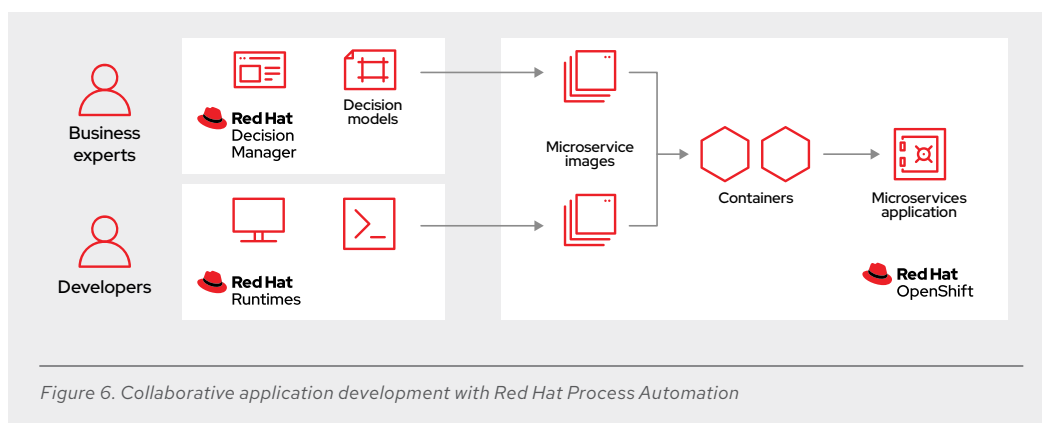 Business
experts
Red Hat
Decision
Manager
Decision
models
Developers
Red Hat
Runtimes
Microservice
images
Containers
Microservices
application
Red Hat
OpenShift
Figure 6. Collaborative application development with Red Hat Process Automation